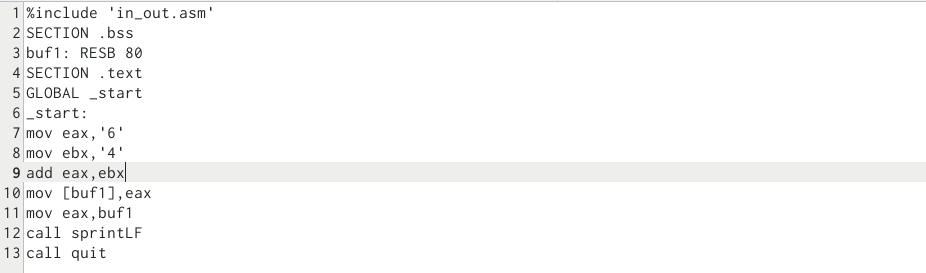 1 %include 'in_out.asm'
2 SECTION .bss
3 buf1: RESB 80
4 SECTION .text
5 GLOBAL _start
6 _start:
7 mov eax,'6'
8 mov ebx,'4'
9 add eax,ebx
10 mov [buf1],eax
11 mov eax,buf1
12 call sprintLF
13 call quit